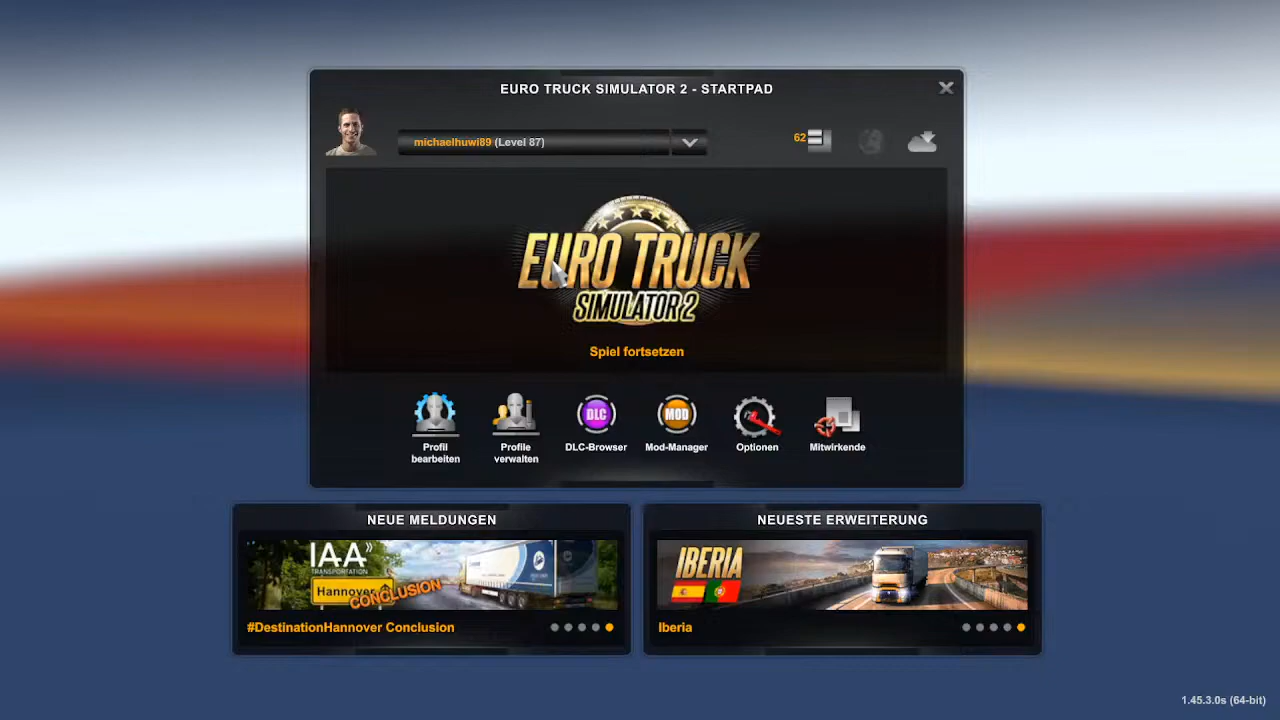 EURO TRUCK SIMULATOR 2 - STARTPAD
michaelhuwi89 (Level 87)
62
EURO TRUCK
SIMULATOR 2
Spiel fortsetzen
DLC
MOD
Profil
bearbeiten
Profile
verwalten
DLC-Browser
Mod-Manager
Optionen
Mitwirkende
NEUE MELDUNGEN
IAA
TRANSPORTATION
Hannover
CONCLUSION
#DestinationHannover Conclusion
NEUESTE ERWEITERUNG
IBERIA
Iberia
1.45.3.0s (64-bit)